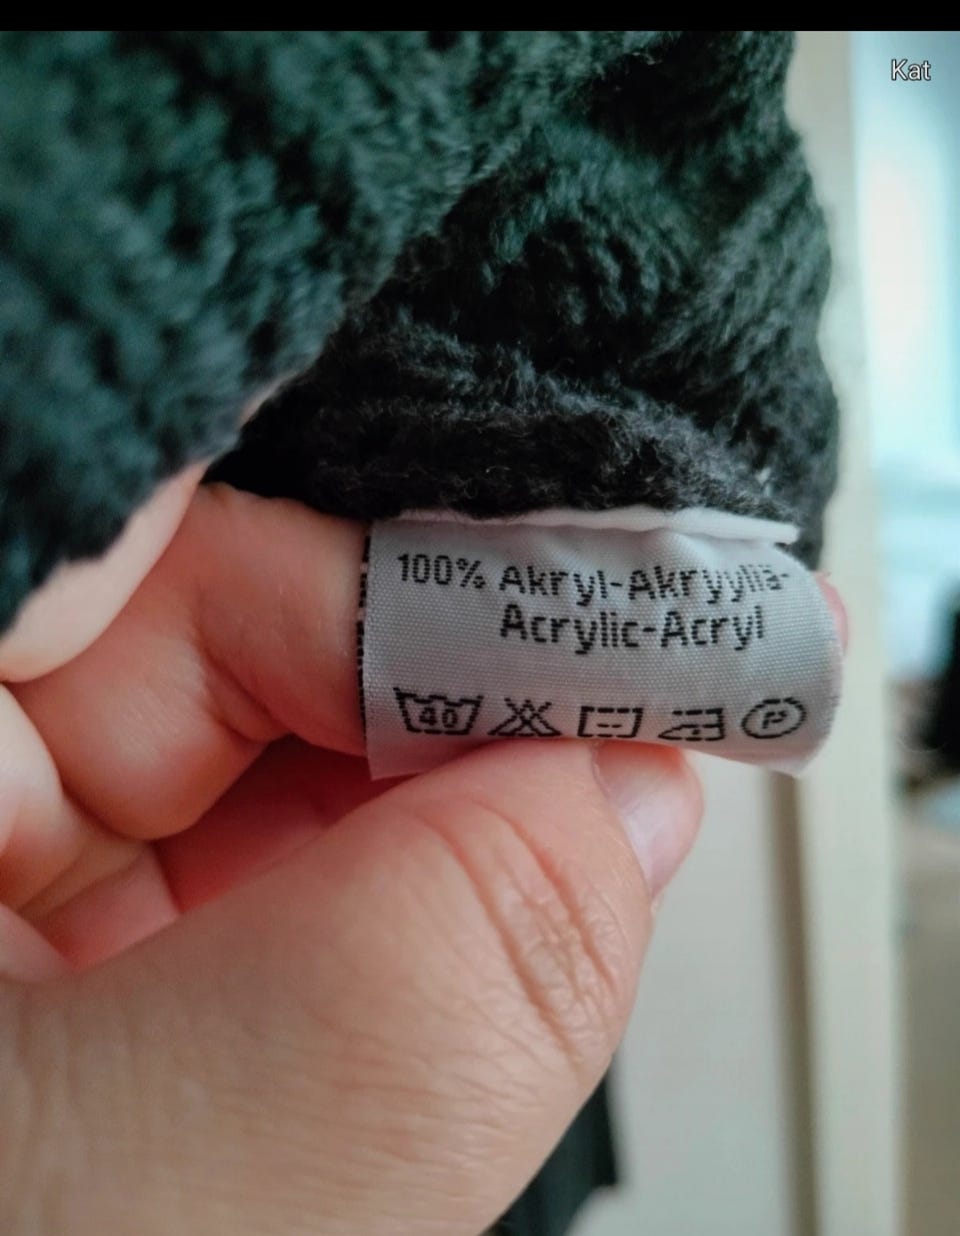 Kat
100% Akryl-Akryyliä-
Acrylic-Acryl
40
P